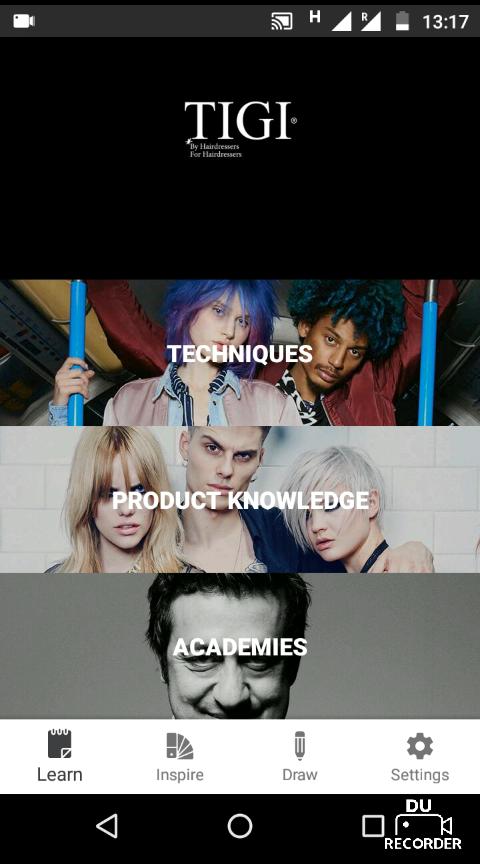 H R 13:17
TIGI®
By Hairdressers
For Hairdressers
TECHNIQUES
PRODUCT KNOWLEDGE
ACADEMIES
Learn Inspire Draw Settings
DU
RECORDER